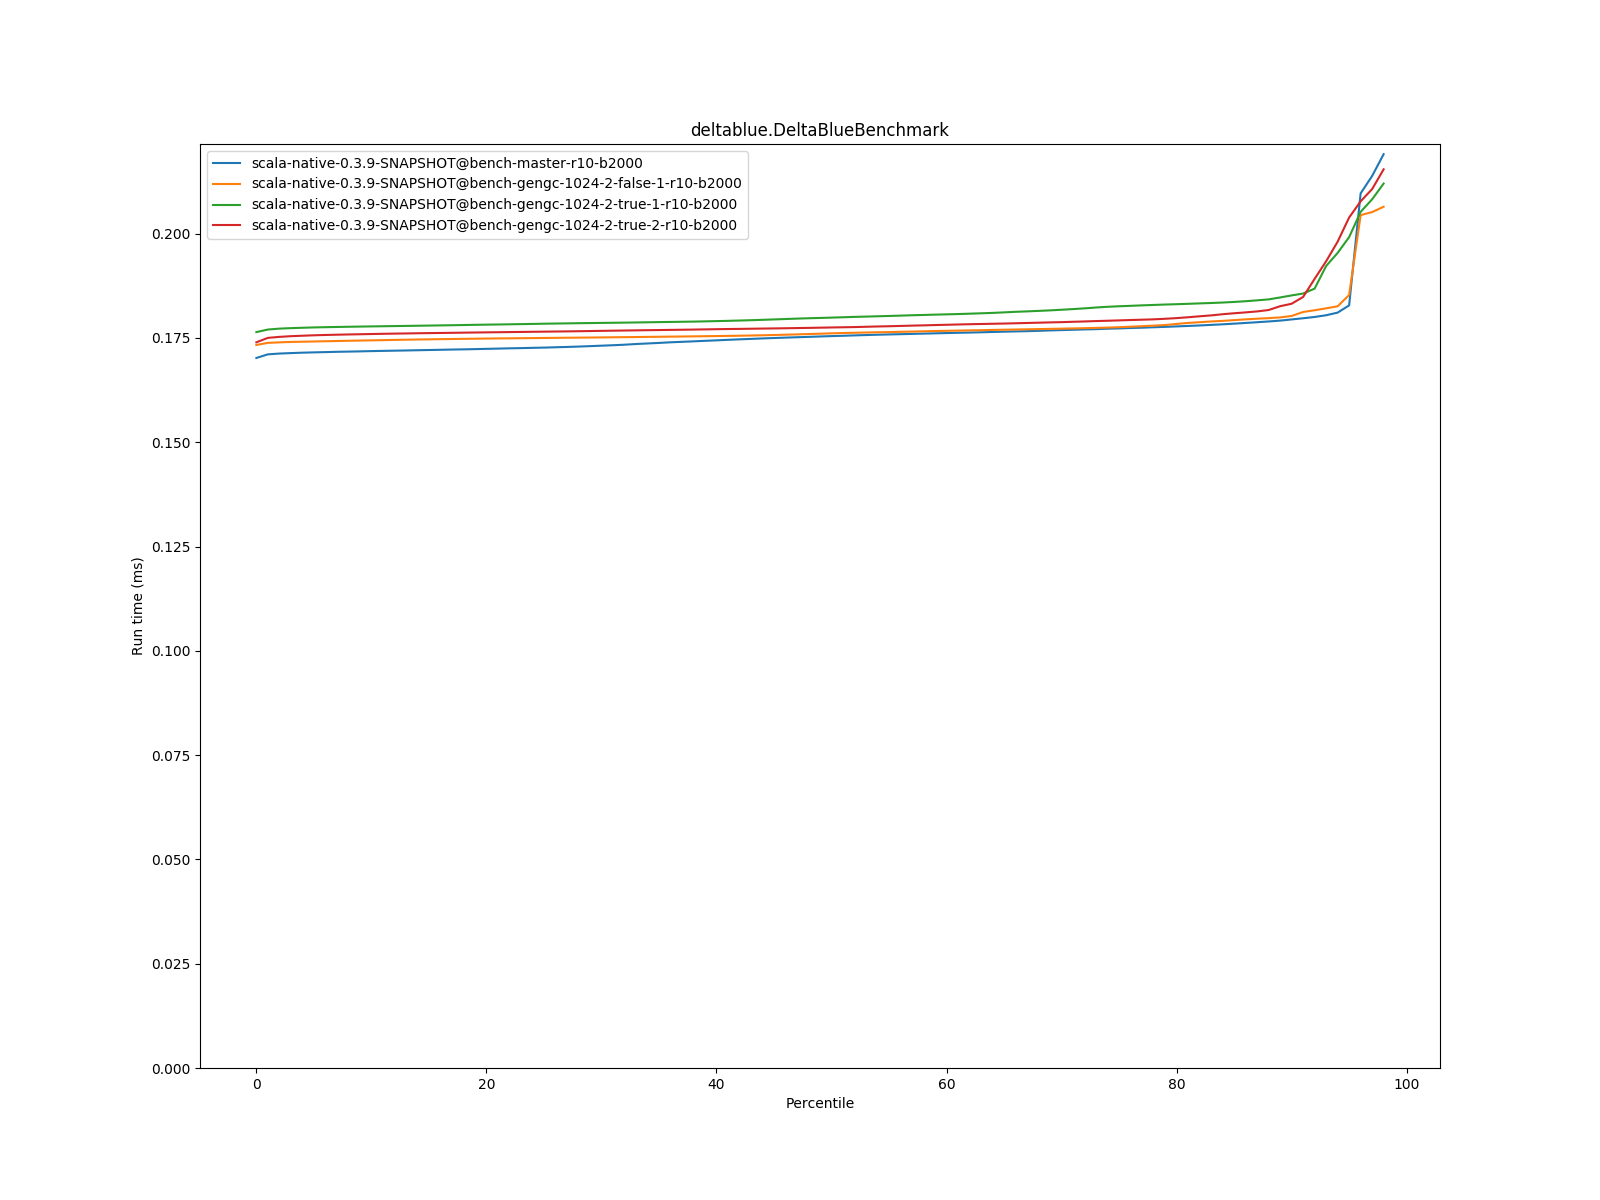 deltablue.DeltaBlueBenchmark
scala-native-0.3.9-SNAPSHOT@bench-master-r10-b2000
scala-native-0.3.9-SNAPSHOT@bench-gengc-1024-2-false-1-r10-b2000
scala-native-0.3.9-SNAPSHOT@bench-gengc-1024-2-true-1-r10-b2000
scala-native-0.3.9-SNAPSHOT@bench-gengc-1024-2-true-2-r10-b2000
0.200
0.175
0.150
0.125
0.100
0.075
0.050
0.025
0.000
Run time (ms)
0 20 40 60 80 100
Percentile